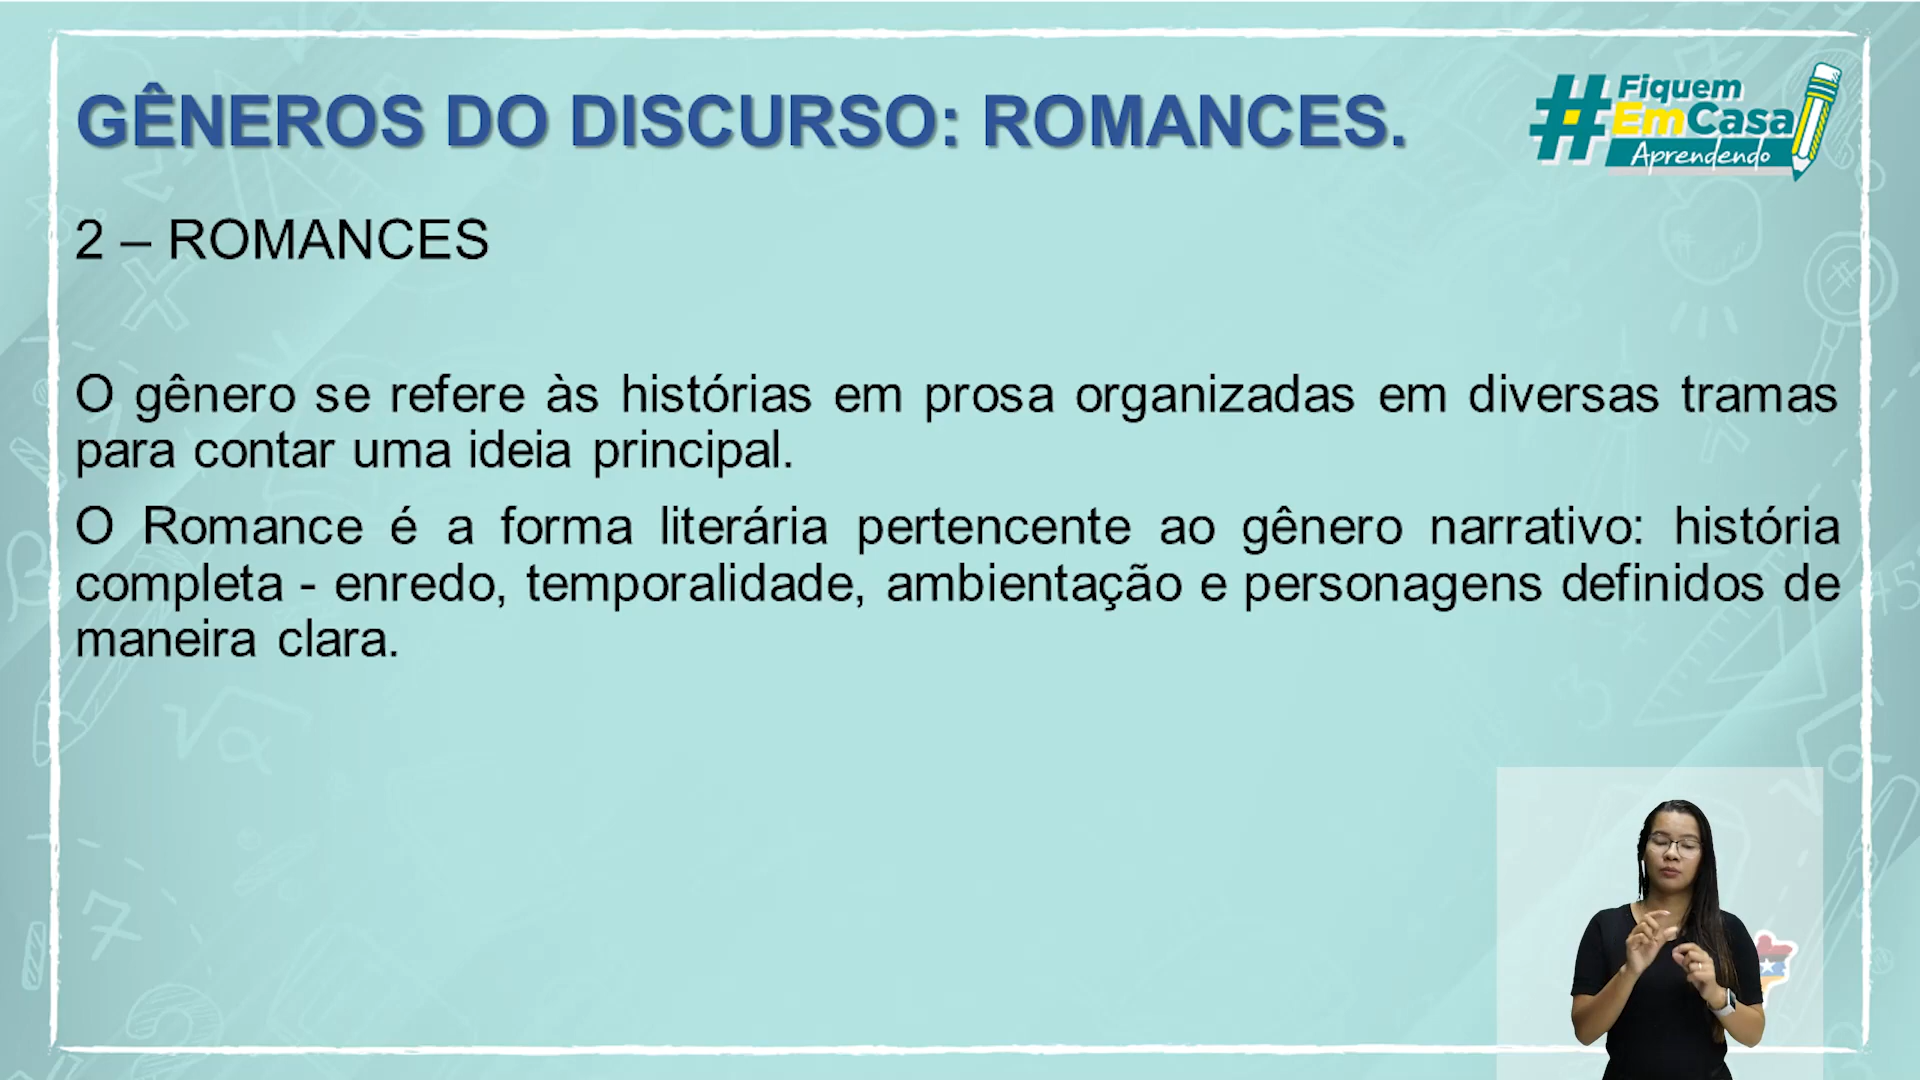 GÊNEROS DO DISCURSO: ROMANCES.
#Fiquem
EmCasa
Aprendendo
2 – ROMANCES
O gênero se refere às histórias em prosa organizadas em diversas tramas
para contar uma ideia principal.
O Romance é a forma literária pertencente ao gênero narrativo: história
completa - enredo, temporalidade, ambientação e personagens definidos de
maneira clara.